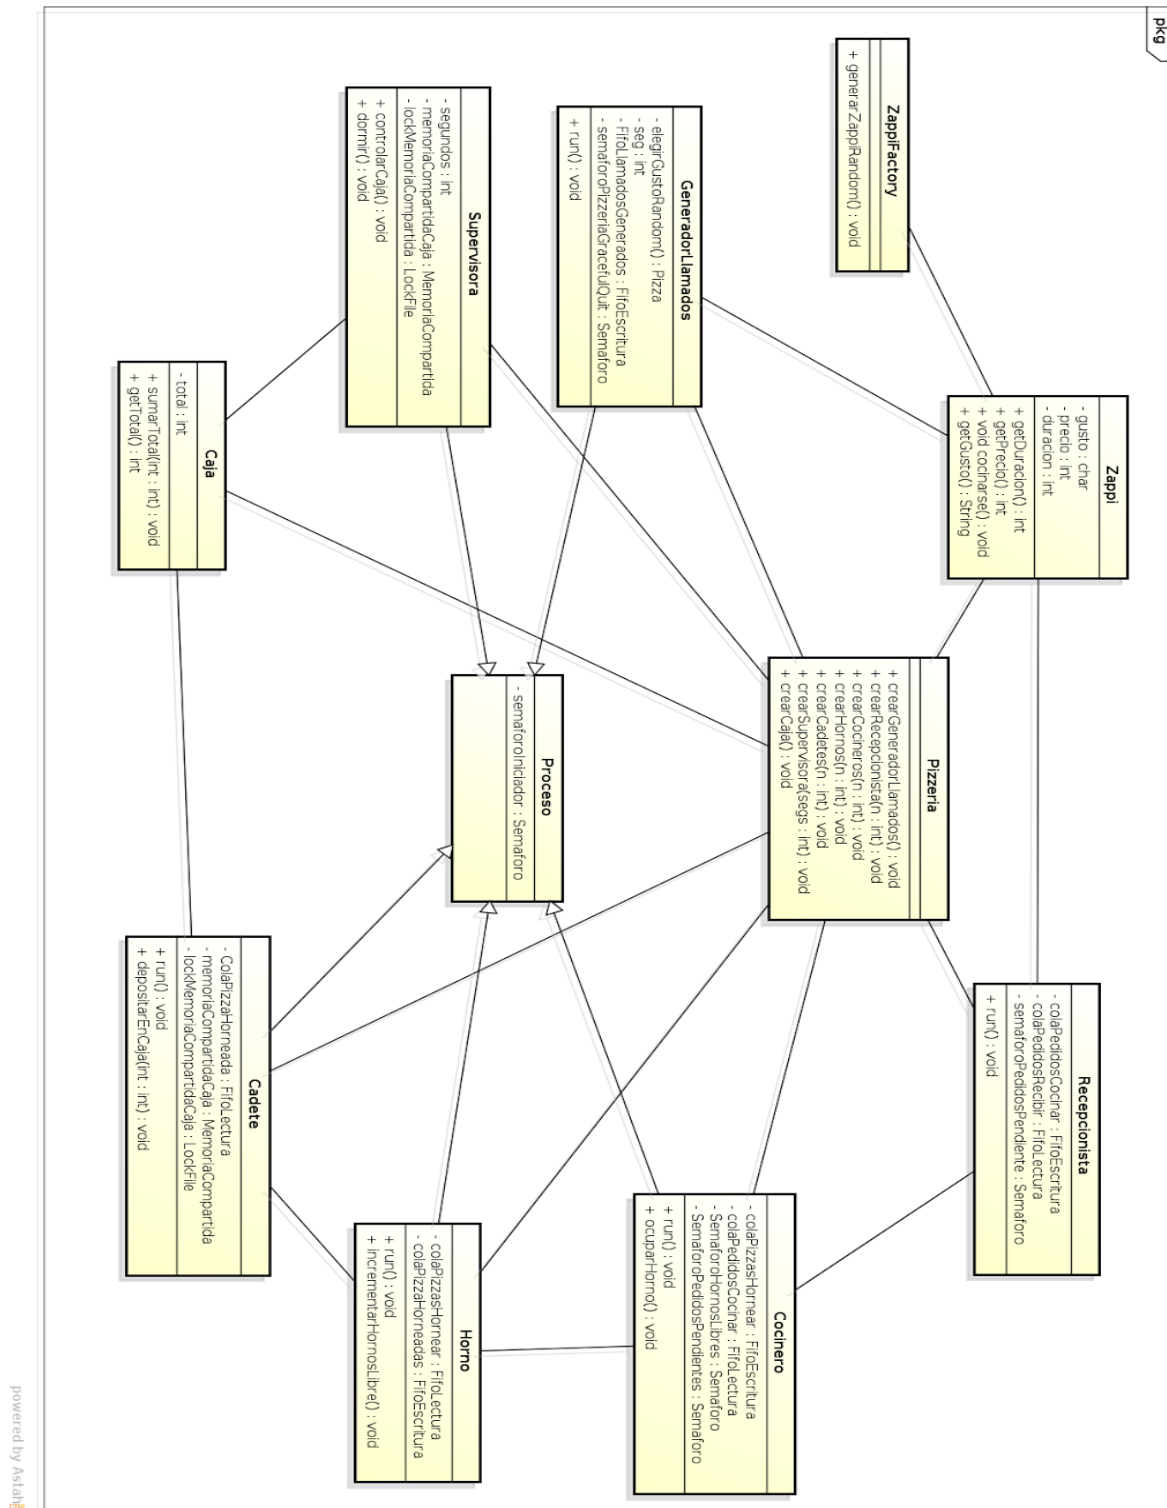 pkg
ZappiFactory
+ generarZappiRandom() : void
Zappi
- gusto : char
- precio : int
- duracion : int
+ getDuracion() : int
+ getPrecio() : int
+ void cocinarse() : void
+ getGusto() : String
Recepcionista
- colaPedidosCocinar : FifoEscritura
- colaPedidosRecibir : FifoLectura
- semaforoPedidosPendiente : Semaforo
+ run() : void
GeneradorLlamados
- elegirGustoRandom() : Pizza
- seg : int
- FifoLlamadosGenerados : FifoEscritura
- semaforoPizzeriaGracefulQuit : Semaforo
+ run() : void
Pizzeria
+ crearGeneradorLlamados() : void
+ crearRecepcionista(n : int) : void
+ crearCocineros(n : int) : void
+ crearHornos(n : int) : void
+ crearCadetes(n : int) : void
+ crearSupervisora(segs : int) : void
+ crearCaja() : void
Cocinero
- colaPizzasHornear : FifoEscritura
- colaPedidosCocinar : FifoLectura
- SemaforoHornosLibres : Semaforo
- SemaforoPedidosPendientes : Semaforo
+ run() : void
+ ocuparHorno() : void
Supervisora
- segundos : int
- memoriaCompartidaCaja : MemoriaCompartida
- lockMemoriaCompartida : LockFile
+ controlarCaja() : void
+ dormir() : void
Proceso
- semaforoIniciador : Semaforo
Horno
- colaPizzasHornear : FifoLectura
- colaPizzaHorneadas : FifoEscritura
+ run() : void
+ incrementarHornosLibre() : void
Caja
- total : int
+ sumarTotal(int : int) : void
+ getTotal() : int
Cadete
- ColaPizzaHorneada : FifoLectura
- memoriaCompartidaCaja : MemoriaCompartida
- lockMemoriaCompartidaCaja : LockFile
+ run() : void
+ depositarEnCaja(int : int) : void
powered by Astah